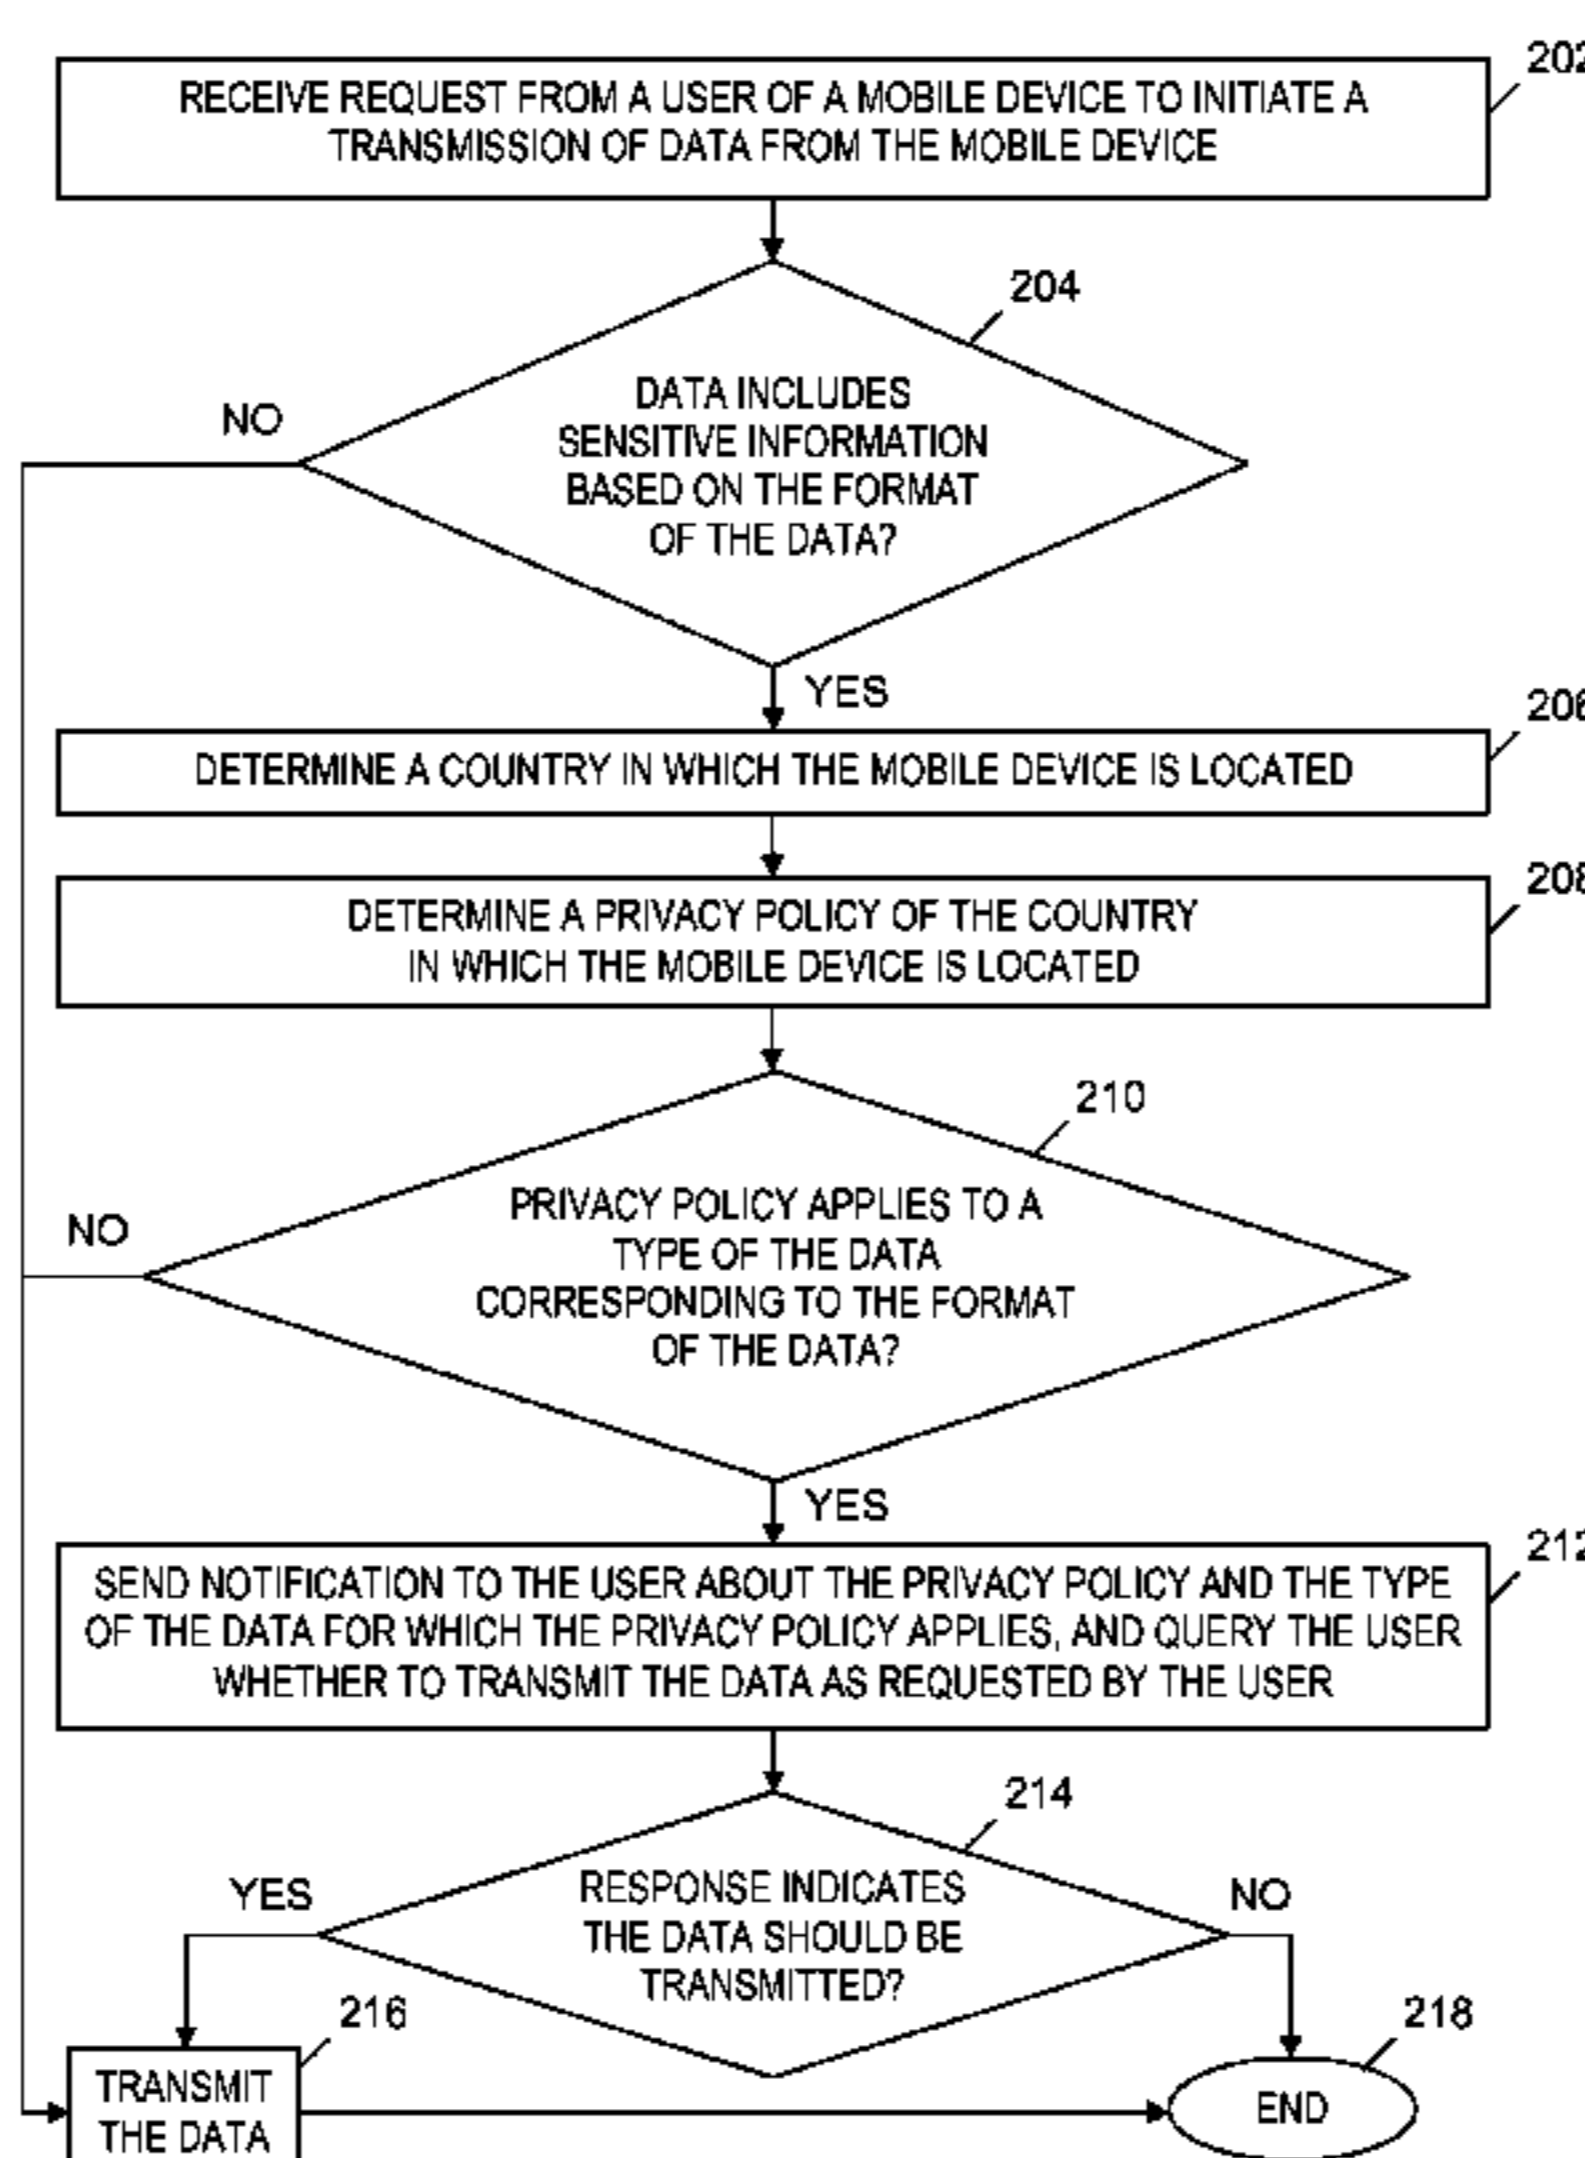 202
RECEIVE REQUEST FROM A USER OF A MOBILE DEVICE TO INITIATE A
TRANSMISSION OF DATA FROM THE MOBILE DEVICE
204
DATA INCLUDES
SENSITIVE INFORMATION
BASED ON THE FORMAT
OF THE DATA?
NO
YES
206
DETERMINE A COUNTRY IN WHICH THE MOBILE DEVICE IS LOCATED
208
DETERMINE A PRIVACY POLICY OF THE COUNTRY
IN WHICH THE MOBILE DEVICE IS LOCATED
210
PRIVACY POLICY APPLIES TO A
TYPE OF THE DATA
CORRESPONDING TO THE FORMAT
OF THE DATA?
NO
YES
212
SEND NOTIFICATION TO THE USER ABOUT THE PRIVACY POLICY AND THE TYPE
OF THE DATA FOR WHICH THE PRIVACY POLICY APPLIES, AND QUERY THE USER
WHETHER TO TRANSMIT THE DATA AS REQUESTED BY THE USER
214
RESPONSE INDICATES
THE DATA SHOULD BE
TRANSMITTED?
YES
NO
216
TRANSMIT
THE DATA
218
END